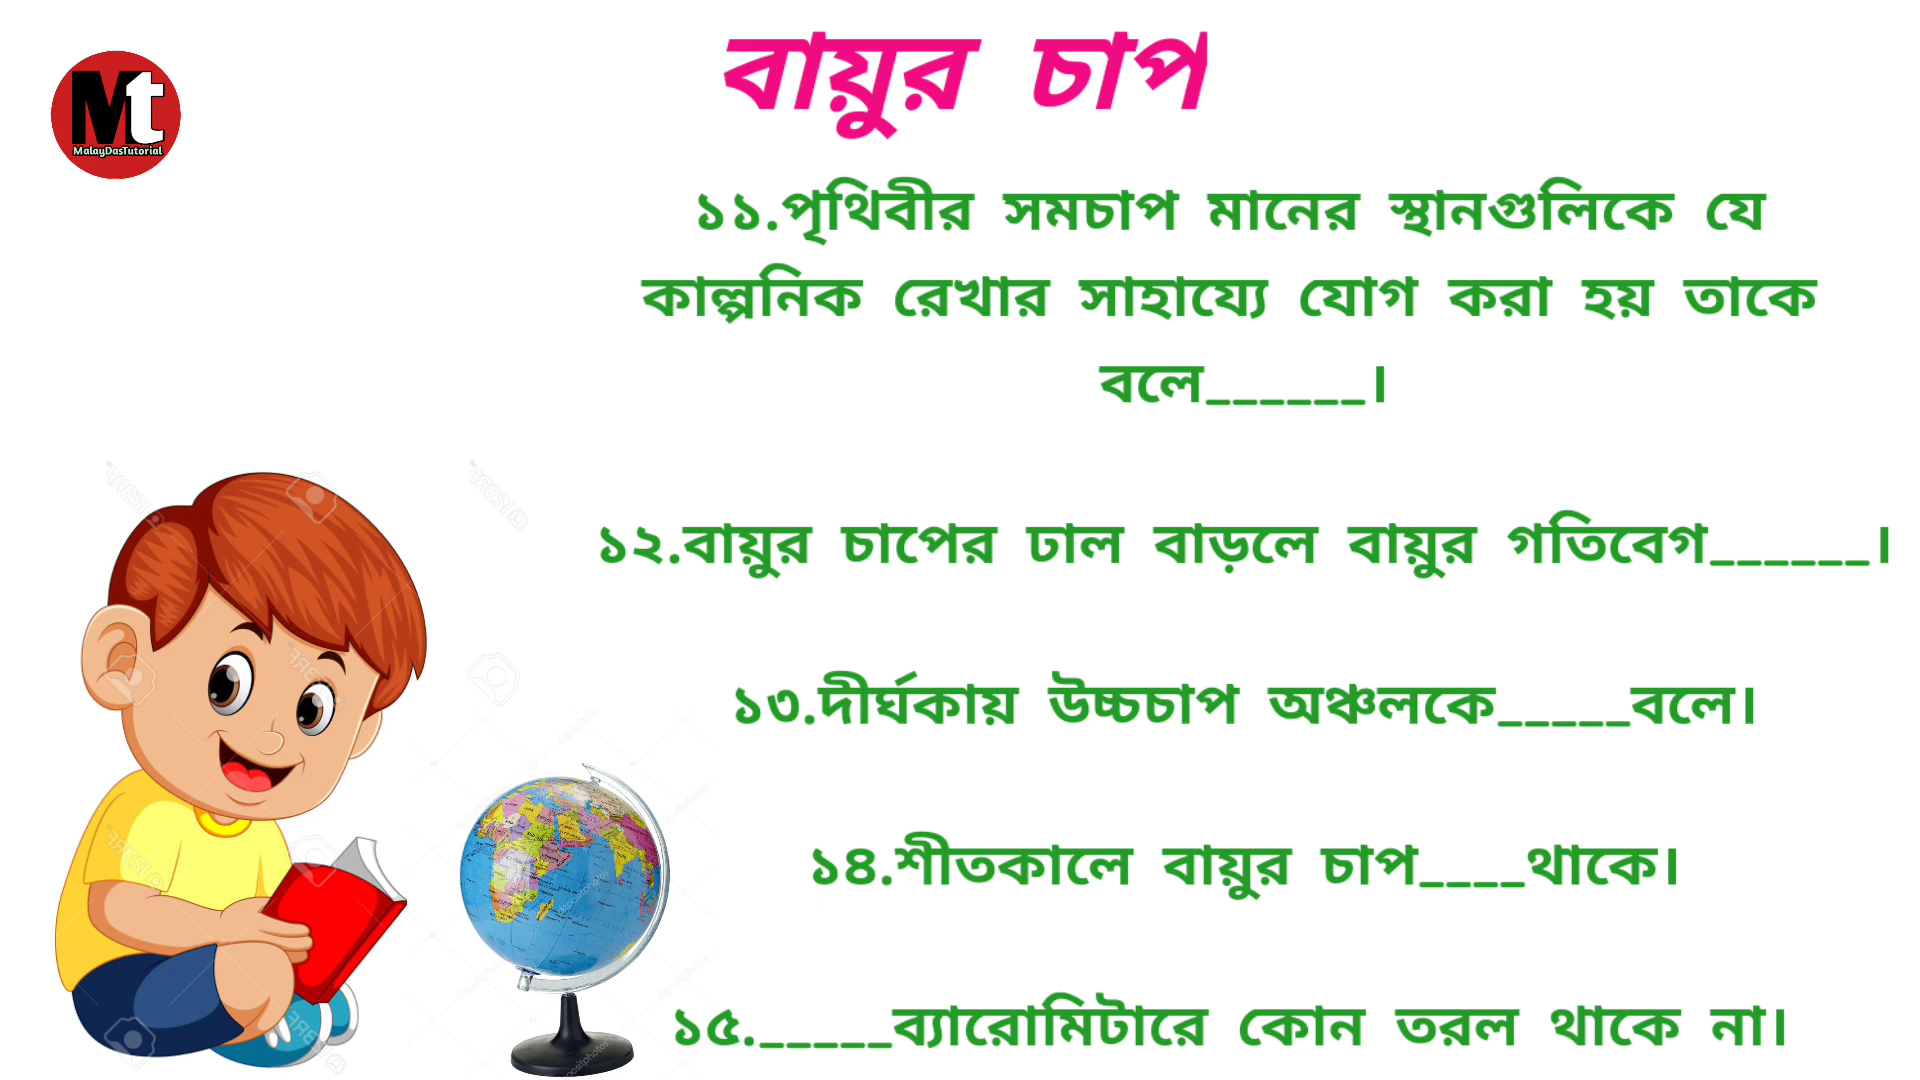 বায়ুর চাপ
Mt
MalayDasTutorial
১১.পৃথিবীর সমচাপ মানের স্থানগুলিকে যে
কাল্পনিক রেখার সাহায্যে যোগ করা হয় তাকে
বলে______।
১২.বায়ুর চাপের ঢাল বাড়লে বায়ুর গতিবেগ______।
১৩.দীর্ঘকায় উচ্চচাপ অঞ্চলকে_____বলে।
১৪.শীতকালে বায়ুর চাপ____থাকে।
১৫._____ব্যারোমিটারে কোন তরল থাকে না।